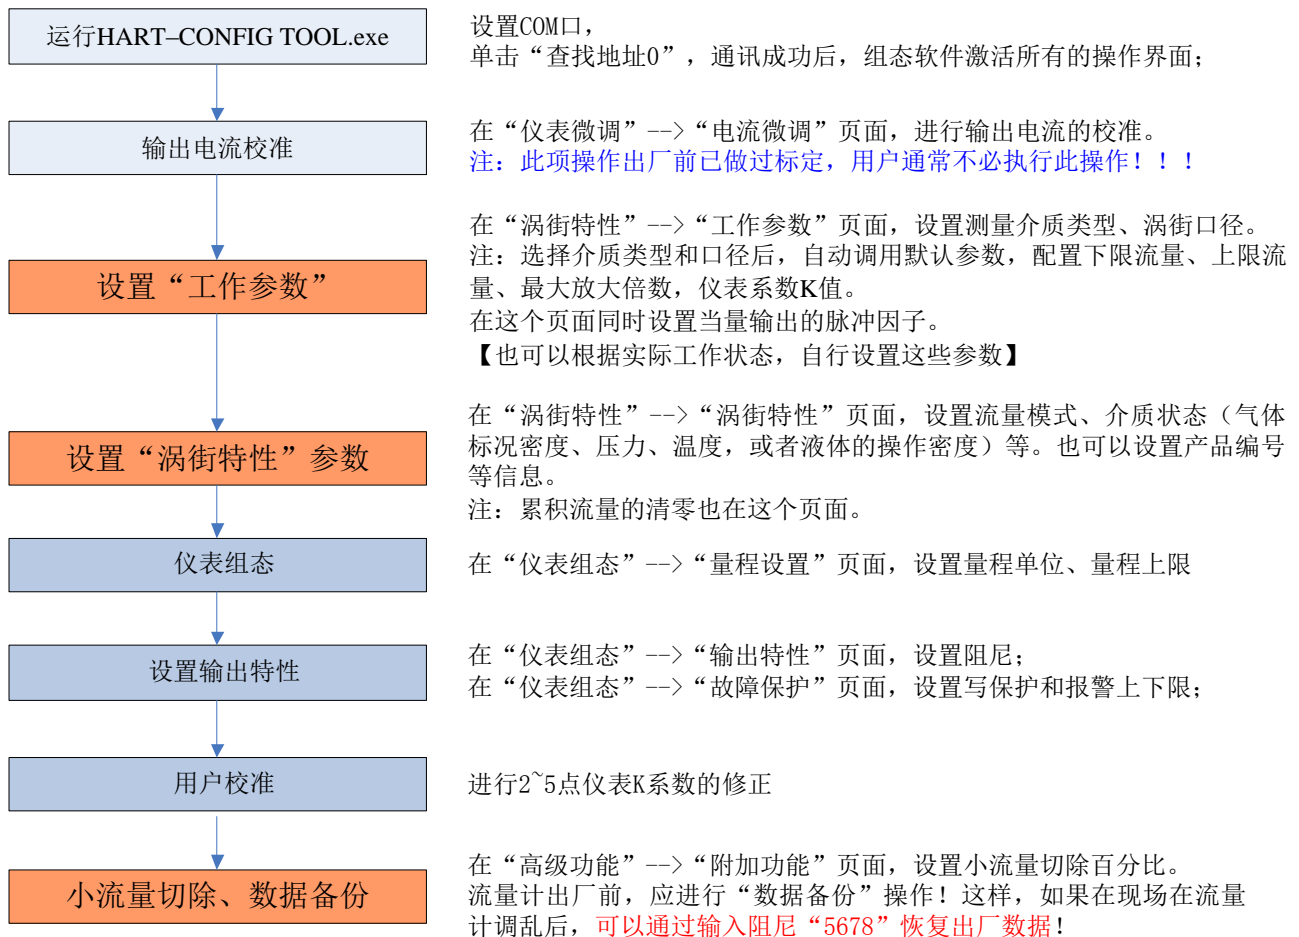 运行HART-CONFIG TOOL.exe
设置COM口，
单击“查找地址0”，通讯成功后，组态软件激活所有的操作界面；
输出电流校准
在“仪表微调”-->“电流微调”页面，进行输出电流的校准。
注：此项操作出厂前已做过标定，用户通常不必执行此操作！！！
设置“工作参数”
在“涡街特性”-->“工作参数”页面，设置测量介质类型、涡街口径。
注：选择介质类型和口径后，自动调用默认参数，配置下限流量、上限流
量、最大放大倍数，仪表系数K值。
在这个页面同时设置当量输出的脉冲因子。
【也可以根据实际工作状态，自行设置这些参数】
设置“涡街特性”参数
在“涡街特性”-->“涡街特性”页面，设置流量模式、介质状态（气体
标况密度、压力、温度，或者液体的操作密度）等。也可以设置产品编号
等信息。
注：累积流量的清零也在这个页面。
仪表组态
在“仪表组态”-->“量程设置”页面，设置量程单位、量程上限
设置输出特性
在“仪表组态”-->“输出特性”页面，设置阻尼；
在“仪表组态”-->“故障保护”页面，设置写保护和报警上下限；
用户校准
进行2~5点仪表K系数的修正
小流量切除、数据备份
在“高级功能”-->“附加功能”页面，设置小流量切除百分比。
流量计出厂前，应进行“数据备份”操作！这样，如果在现场在流量
计调乱后，可以通过输入阻尼“5678”恢复出厂数据！